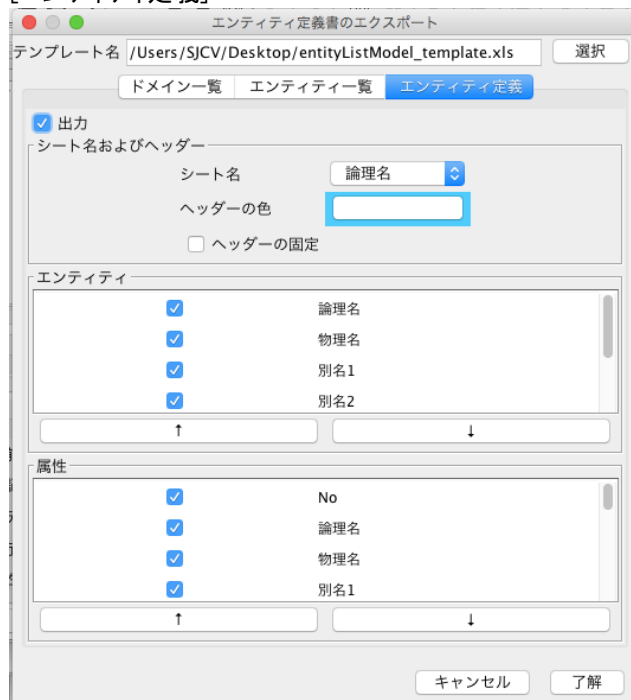 エンティティ定義書のエクスポート
テンプレート名 /Users/SJCV/Desktop/entityListModel_template.xls 選択
ドメイン一覧 エンティティー一覧 エンティティ定義
出力
シート名およびヘッダー
シート名 論理名
ヘッダーの色
ヘッダーの固定
エンティティ
論理名
物理名
別名1
別名2
↑ ↓
属性
No
論理名
物理名
別名1
↑ ↓
キャンセル 了解